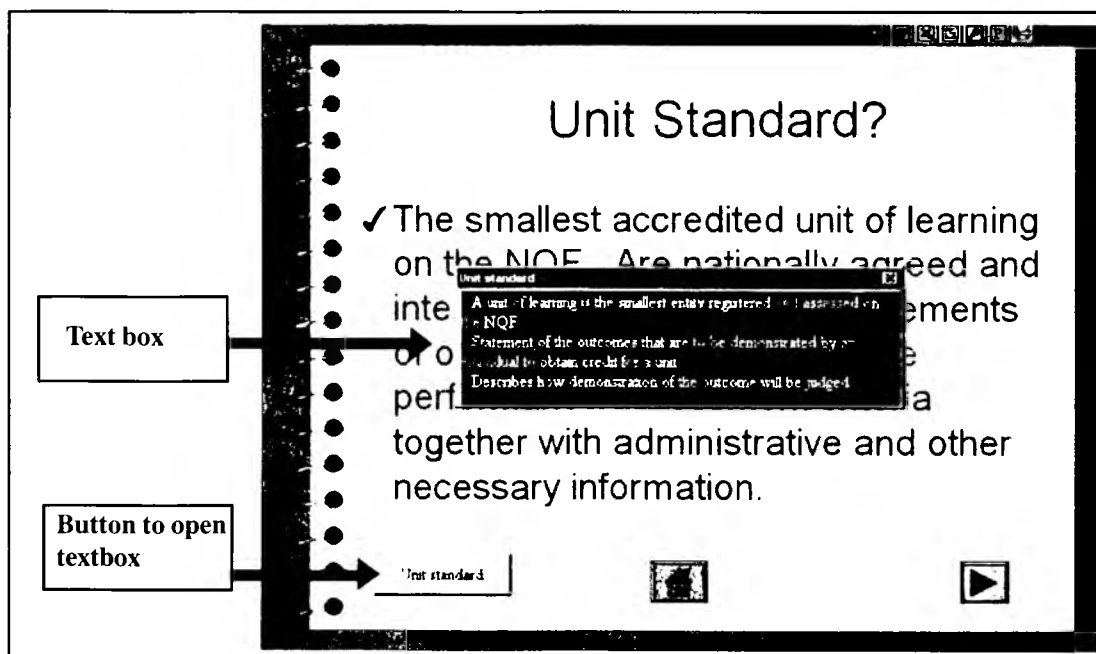 Unit Standard?
✓ The smallest accredited unit of learning
on the NQF. Are nationally agreed and
inte ements
of o e
perf ia
together with administrative and other
necessary information.
Unit standard
A unit of learning is the smallest entity registered and assessed on
e NQF
Statement of the outcomes that are to be demonstrated by an
vidual to obtain credit for a unit
Describes how demonstration of the outcome will be judged
Text box
Button to open
textbox
Unit standard